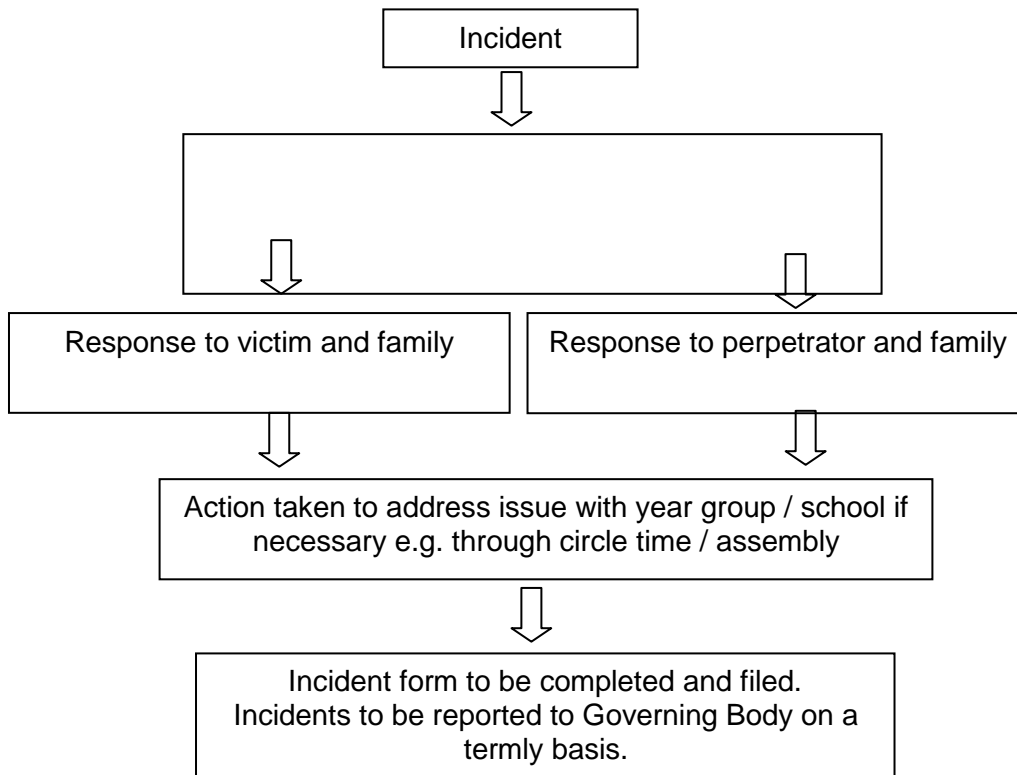 Incident
Response to victim and family
Response to perpetrator and family
Action taken to address issue with year group / school if
necessary e.g. through circle time / assembly
Incident form to be completed and filed.
Incidents to be reported to Governing Body on a
termly basis.